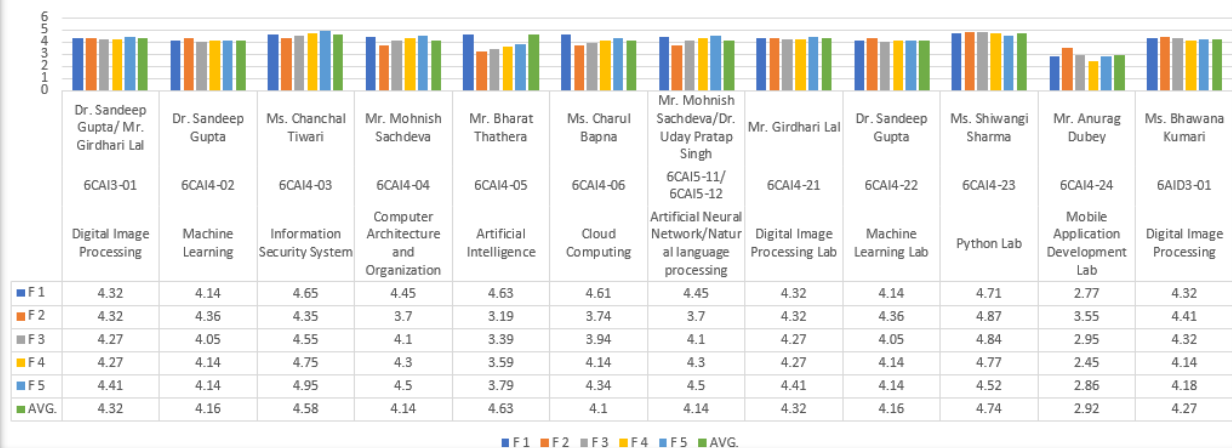 6
5
4
3
2
1
0
Dr. Sandeep Gupta/ Mr. Girdhari Lal
Dr. Sandeep Gupta
Ms. Chanchal Tiwari
Mr. Mohnish Sachdeva
Mr. Bharat Thathera
Ms. Charul Bapna
Mr. Mohnish Sachdeva/Dr. Uday Pratap Singh
Mr. Girdhari Lal
Dr. Sandeep Gupta
Ms. Shiwangi Sharma
Mr. Anurag Dubey
Ms. Bhawana Kumari
6CAI3-01 6CAI4-02 6CAI4-03 6CAI4-04 6CAI4-05 6CAI4-06 6CAI5-11/ 6CAI5-12 6CAI4-21 6CAI4-22 6CAI4-23 6CAI4-24 6AID3-01
Digital Image Processing
Machine Learning
Information Security System
Computer Architecture and Organization
Artificial Intelligence
Cloud Computing
Artificial Neural Network/Natural language processing
Digital Image Processing Lab
Machine Learning Lab
Python Lab
Mobile Application Development Lab
Digital Image Processing
F 1 4.32 4.14 4.65 4.45 4.63 4.61 4.45 4.32 4.14 4.71 2.77 4.32
F 2 4.32 4.36 4.35 3.7 3.19 3.74 3.7 4.32 4.36 4.87 3.55 4.41
F 3 4.27 4.05 4.55 4.1 3.39 3.94 4.1 4.27 4.05 4.84 2.95 4.32
F 4 4.27 4.14 4.75 4.3 3.59 4.14 4.3 4.27 4.14 4.77 2.45 4.14
F 5 4.41 4.14 4.95 4.5 3.79 4.34 4.5 4.41 4.14 4.52 2.86 4.18
AVG. 4.32 4.16 4.58 4.14 4.63 4.1 4.14 4.32 4.16 4.74 2.92 4.27
F 1 F 2 F 3 F 4 F 5 AVG.